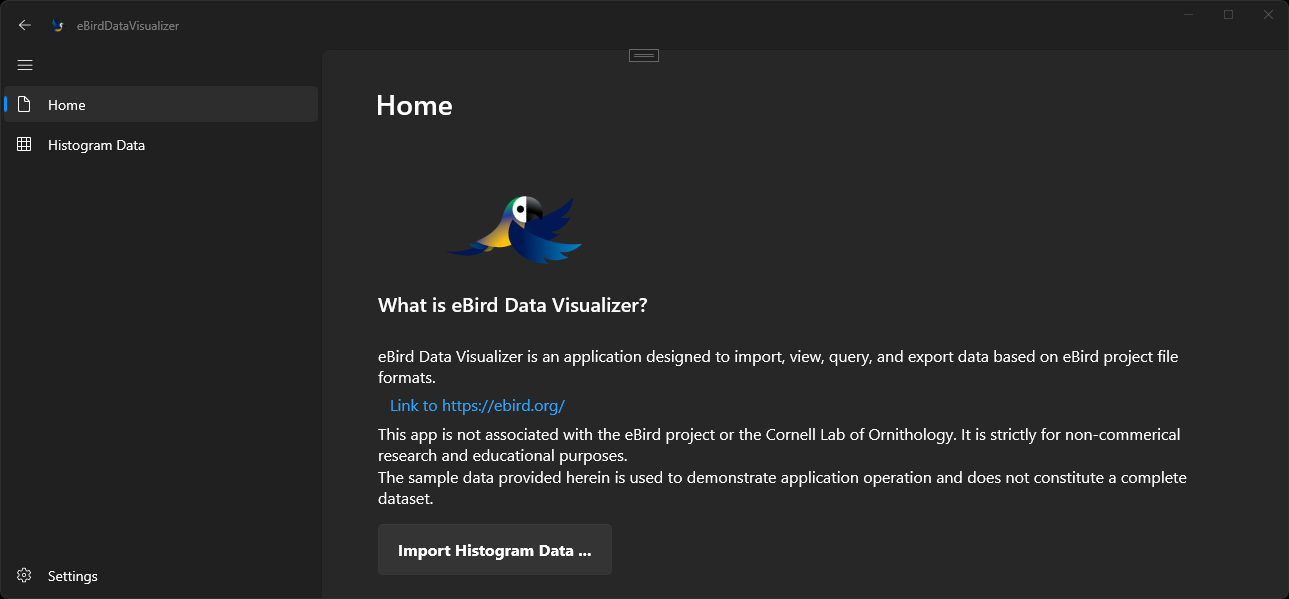 eBirdDataVisualizer
Home
Histogram Data
Settings
Home
What is eBird Data Visualizer?
eBird Data Visualizer is an application designed to import, view, query, and export data based on eBird project file
formats.
Link to https://ebird.org/
This app is not associated with the eBird project or the Cornell Lab of Ornithology. It is strictly for non-commerical
research and educational purposes.
The sample data provided herein is used to demonstrate application operation and does not constitute a complete
dataset.
Import Histogram Data ...